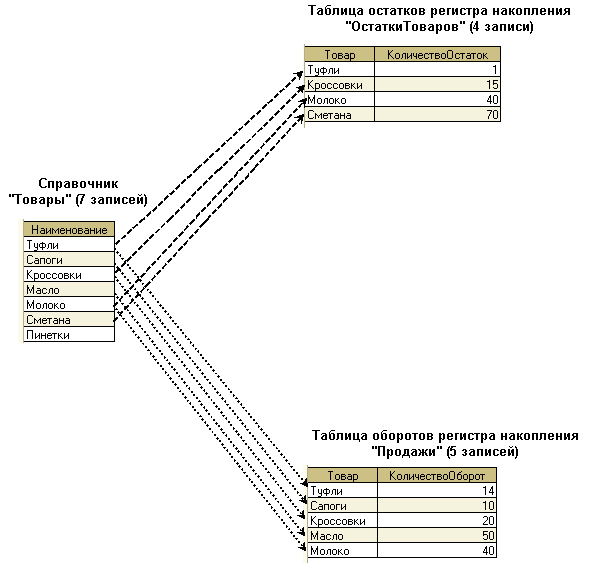 Таблица остатков регистра накопления
"ОстаткиТоваров" (4 записи)
Товар КоличествоОстаток
Туфли 1
Кроссовки 15
Молоко 40
Сметана 70
Справочник
"Товары" (7 записей)
Наименование
Туфли
Сапоги
Кроссовки
Масло
Молоко
Сметана
Пинетки
Таблица оборотов регистра накопления
"Продажи" (5 записей)
Товар КоличествоОборот
Туфли 14
Сапоги 10
Кроссовки 20
Масло 50
Молоко 40